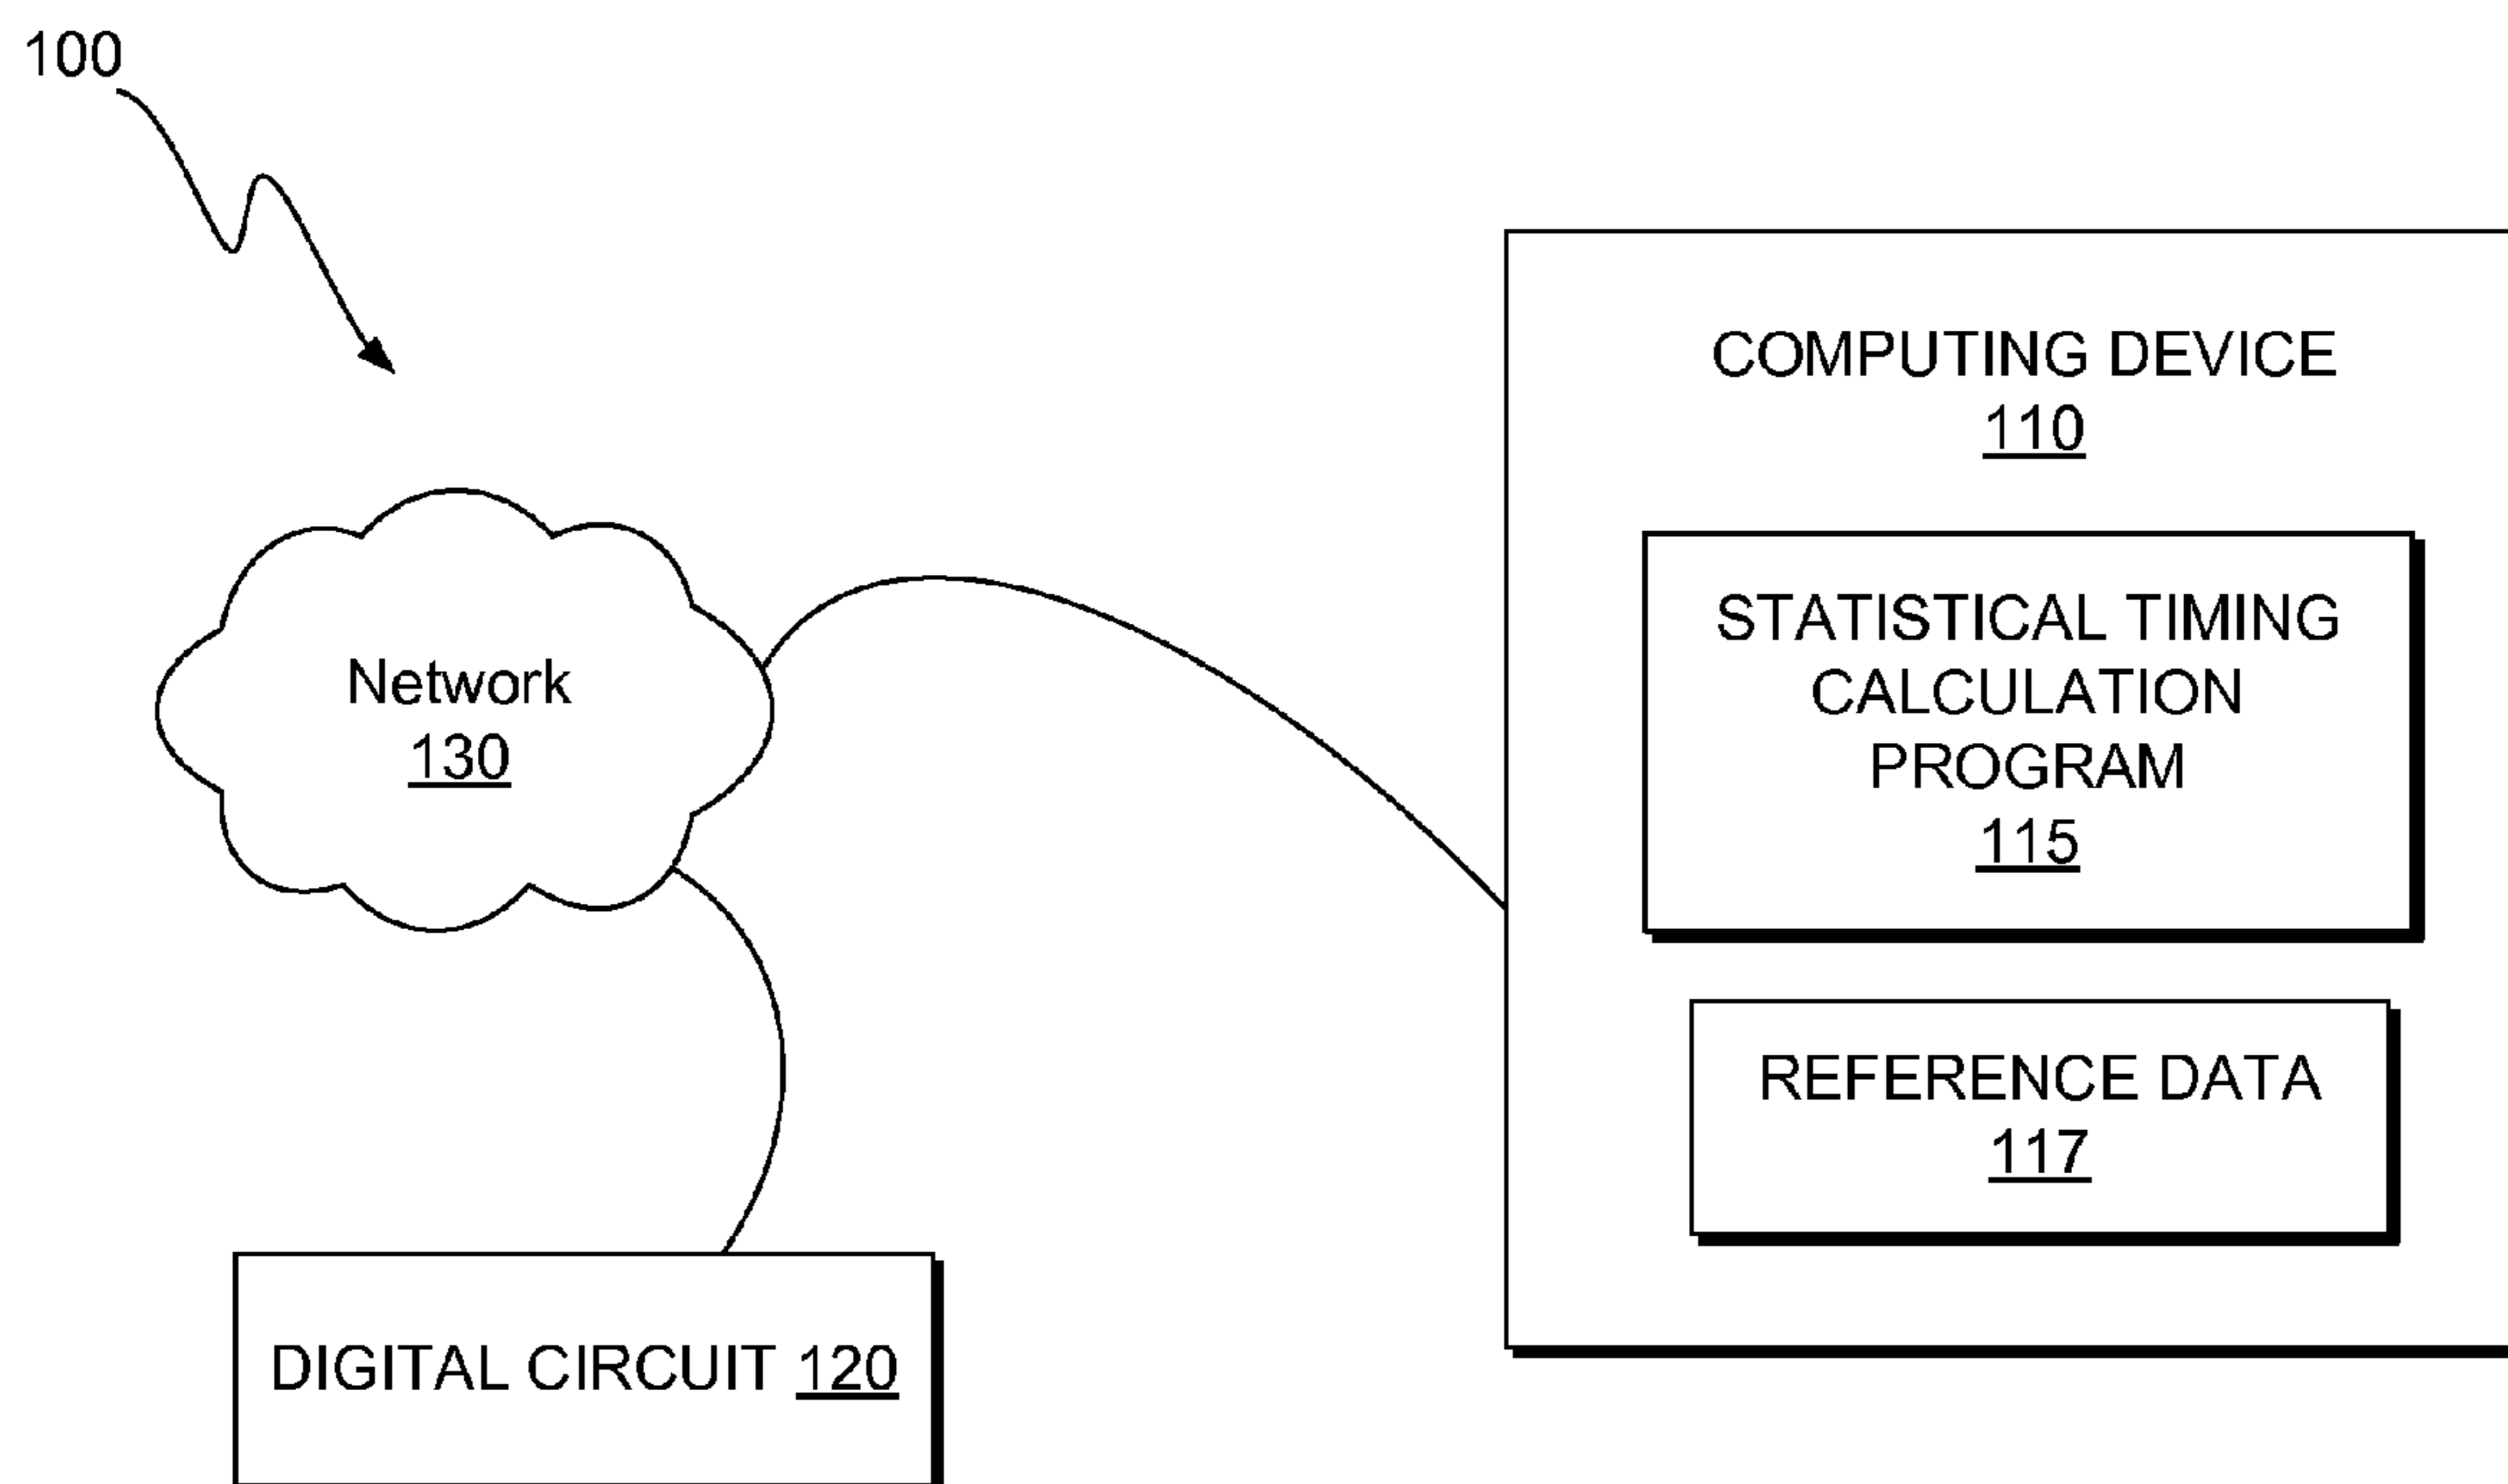 100
COMPUTING DEVICE
110
STATISTICAL TIMING
CALCULATION
PROGRAM
115
Network
130
REFERENCE DATA
117
DIGITAL CIRCUIT 120